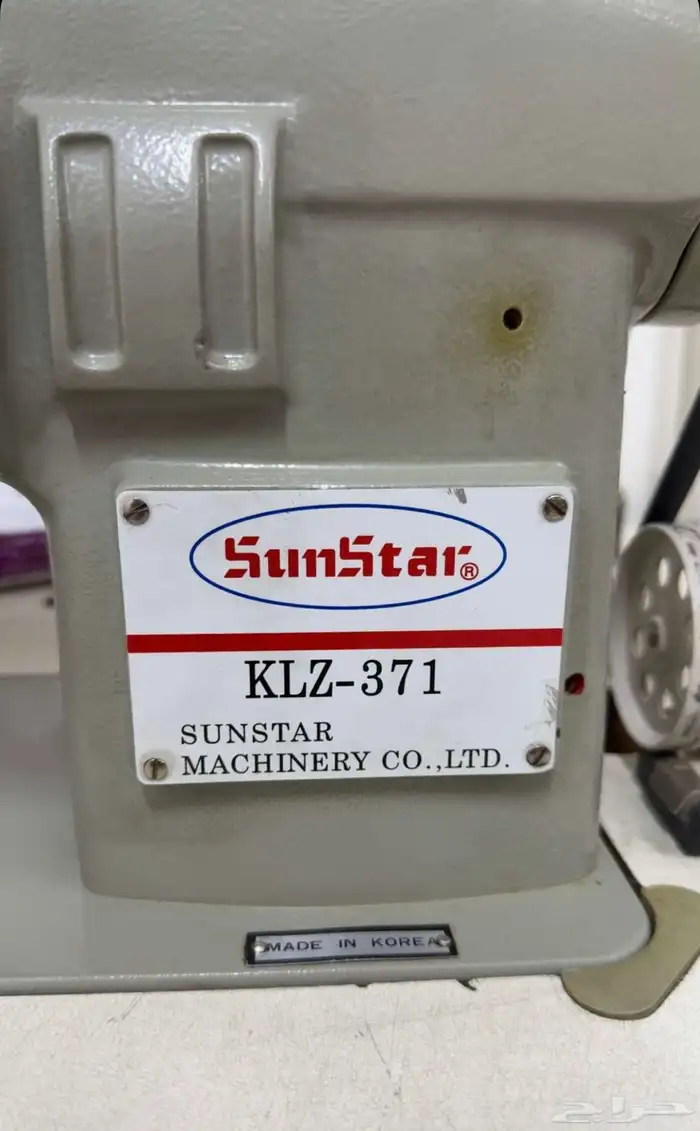 SunStar®
KLZ-371
SUNSTAR
MACHINERY CO.,LTD.
MADE IN KOREA
حراج